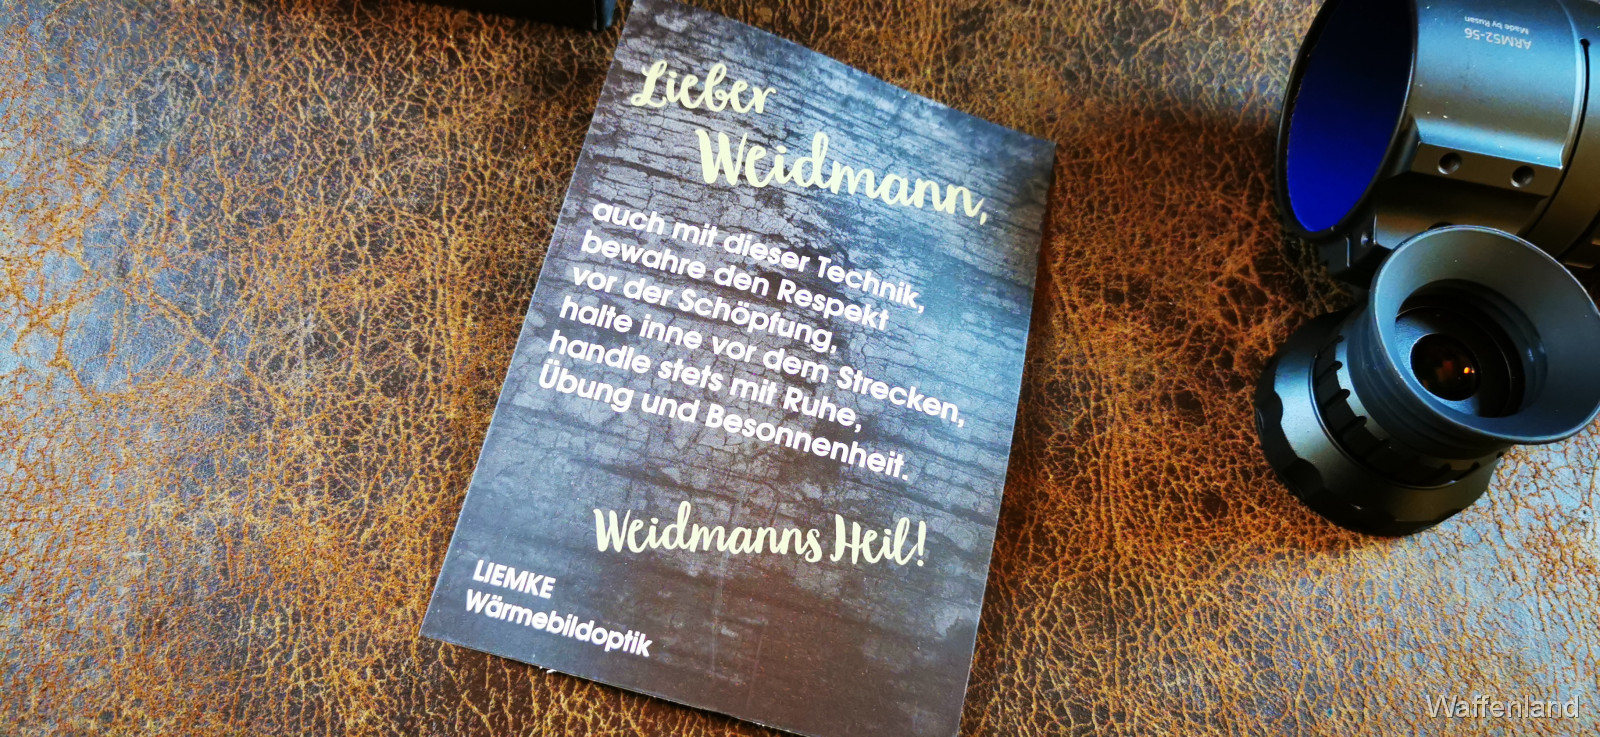 Lieber
Weidmann,
auch mit dieser Technik,
bewahre den Respekt
vor der Schöpfung,
halte inne vor dem Strecken,
handle stets mit Ruhe,
Übung und Besonnenheit.
Weidmanns Heil!
LIEMKE
Wärmebildoptik
ARM52-56
Made by Rusan
Waffenland